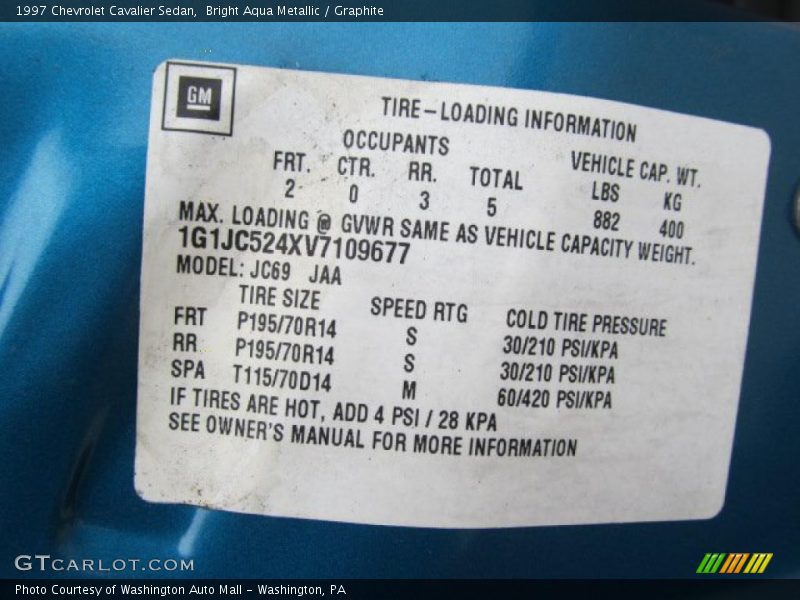 1997 Chevrolet Cavalier Sedan, Bright Aqua Metallic / Graphite
GM
TIRE-LOADING INFORMATION
OCCUPANTS VEHICLE CAP. WT.
FRT. CTR. RR. TOTAL LBS KG
2 0 3 5 882 400
MAX. LOADING @ GVWR SAME AS VEHICLE CAPACITY WEIGHT.
1G1JC524XV7109677
MODEL: JC69 JAA
TIRE SIZE SPEED RTG COLD TIRE PRESSURE
FRT P195/70R14 S 30/210 PSI/KPA
RR P195/70R14 S 30/210 PSI/KPA
SPA T115/70D14 M 60/420 PSI/KPA
IF TIRES ARE HOT, ADD 4 PSI / 28 KPA
SEE OWNER'S MANUAL FOR MORE INFORMATION
GTCARLOT.COM
Photo Courtesy of Washington Auto Mall - Washington, PA